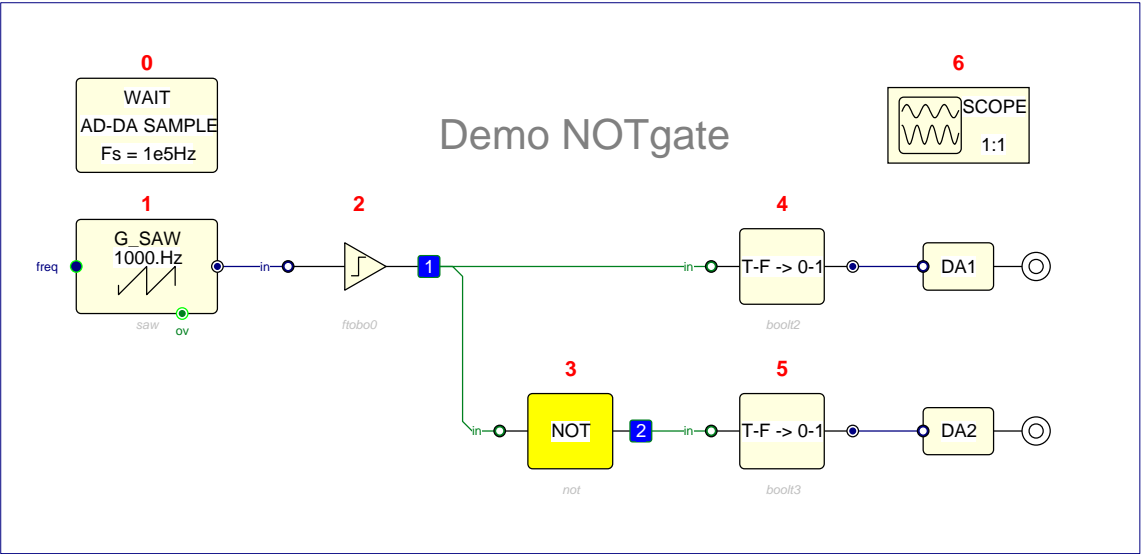 0
6
WAIT
AD-DA SAMPLE
Fs = 1e5Hz
Demo NOTgate
SCOPE
1:1
1
2
4
G_SAW
1000.Hz
freq
in
1
in
T-F -> 0-1
DA1
saw
ov
ftobo0
boolt2
3
5
in
NOT
2
in
T-F -> 0-1
DA2
not
boolt3